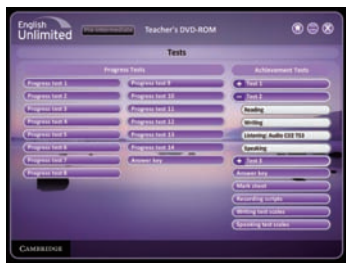 English
Unlimited Pre-intermediate Teacher's DVD-ROM
Tests
Progress Tests
Progress test 1
Progress test 2
Progress test 3
Progress test 4
Progress test 5
Progress test 6
Progress test 7
Progress test 8
Progress test 9
Progress test 10
Progress test 11
Progress test 12
Progress test 13
Progress test 14
Answer key
Achievement Tests
+ Test 1
− Test 2
Reading
Writing
Listening: Audio CD3 T53
Speaking
+ Test 3
Answer key
Mark sheet
Recording scripts
Writing test scales
Speaking test scales
CAMBRIDGE